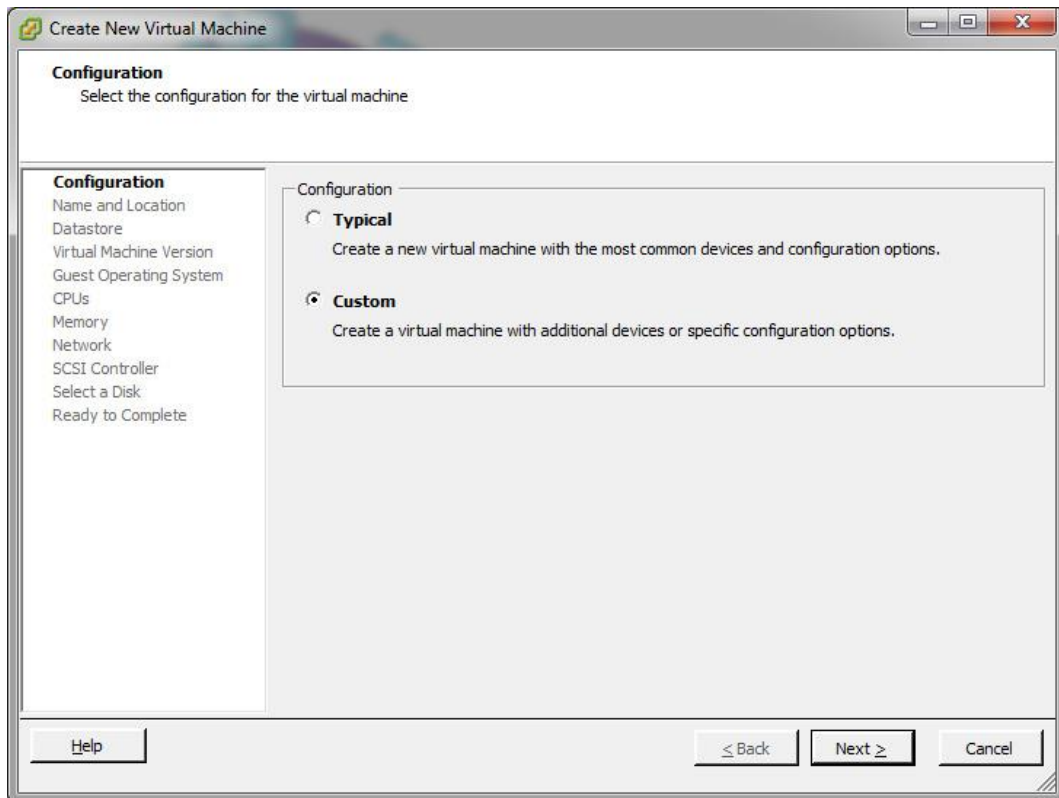 Create New Virtual Machine
Configuration
Select the configuration for the virtual machine
Configuration
Name and Location
Datastore
Virtual Machine Version
Guest Operating System
CPUs
Memory
Network
SCSI Controller
Select a Disk
Ready to Complete
Configuration
Typical
Create a new virtual machine with the most common devices and configuration options.
Custom
Create a virtual machine with additional devices or specific configuration options.
Help
< Back
Next >
Cancel